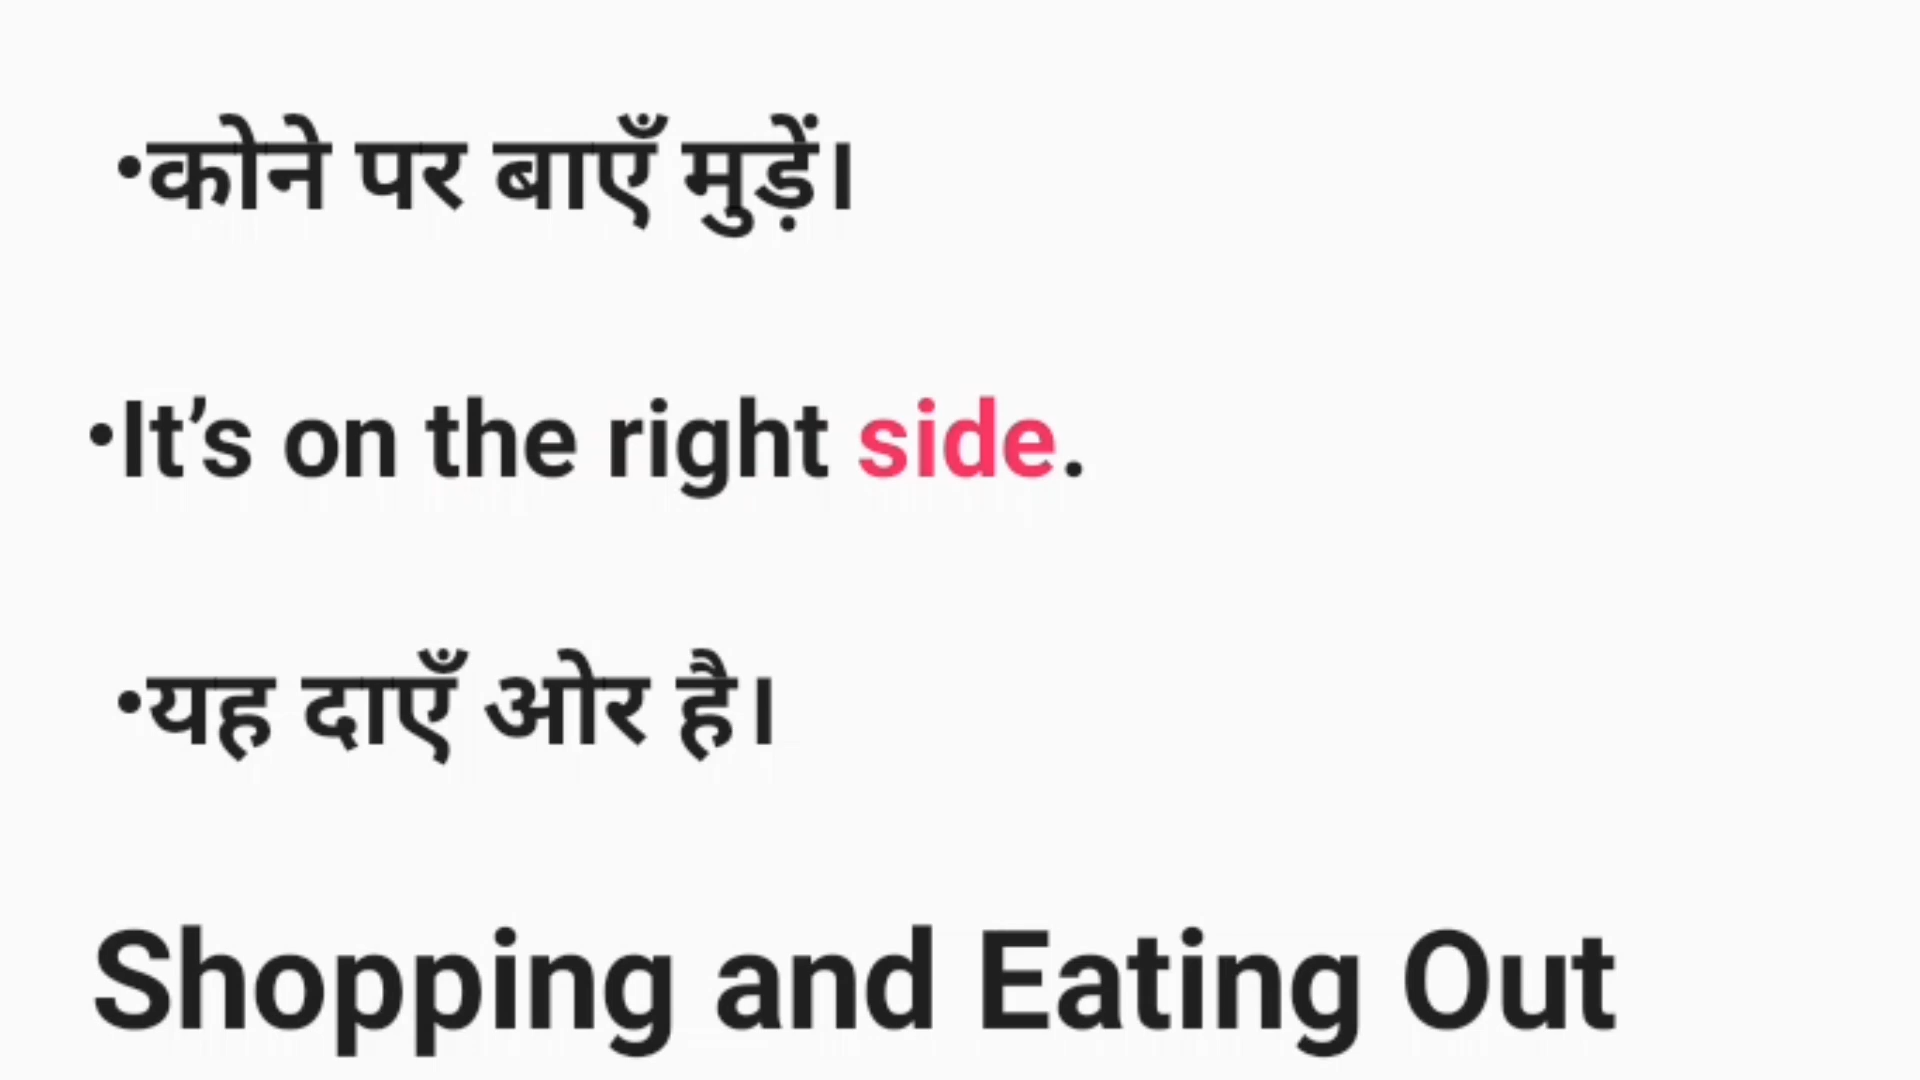 •कोने पर बाएँ मुड़ें।
•It’s on the right side.
•यह दाएँ ओर है।
Shopping and Eating Out